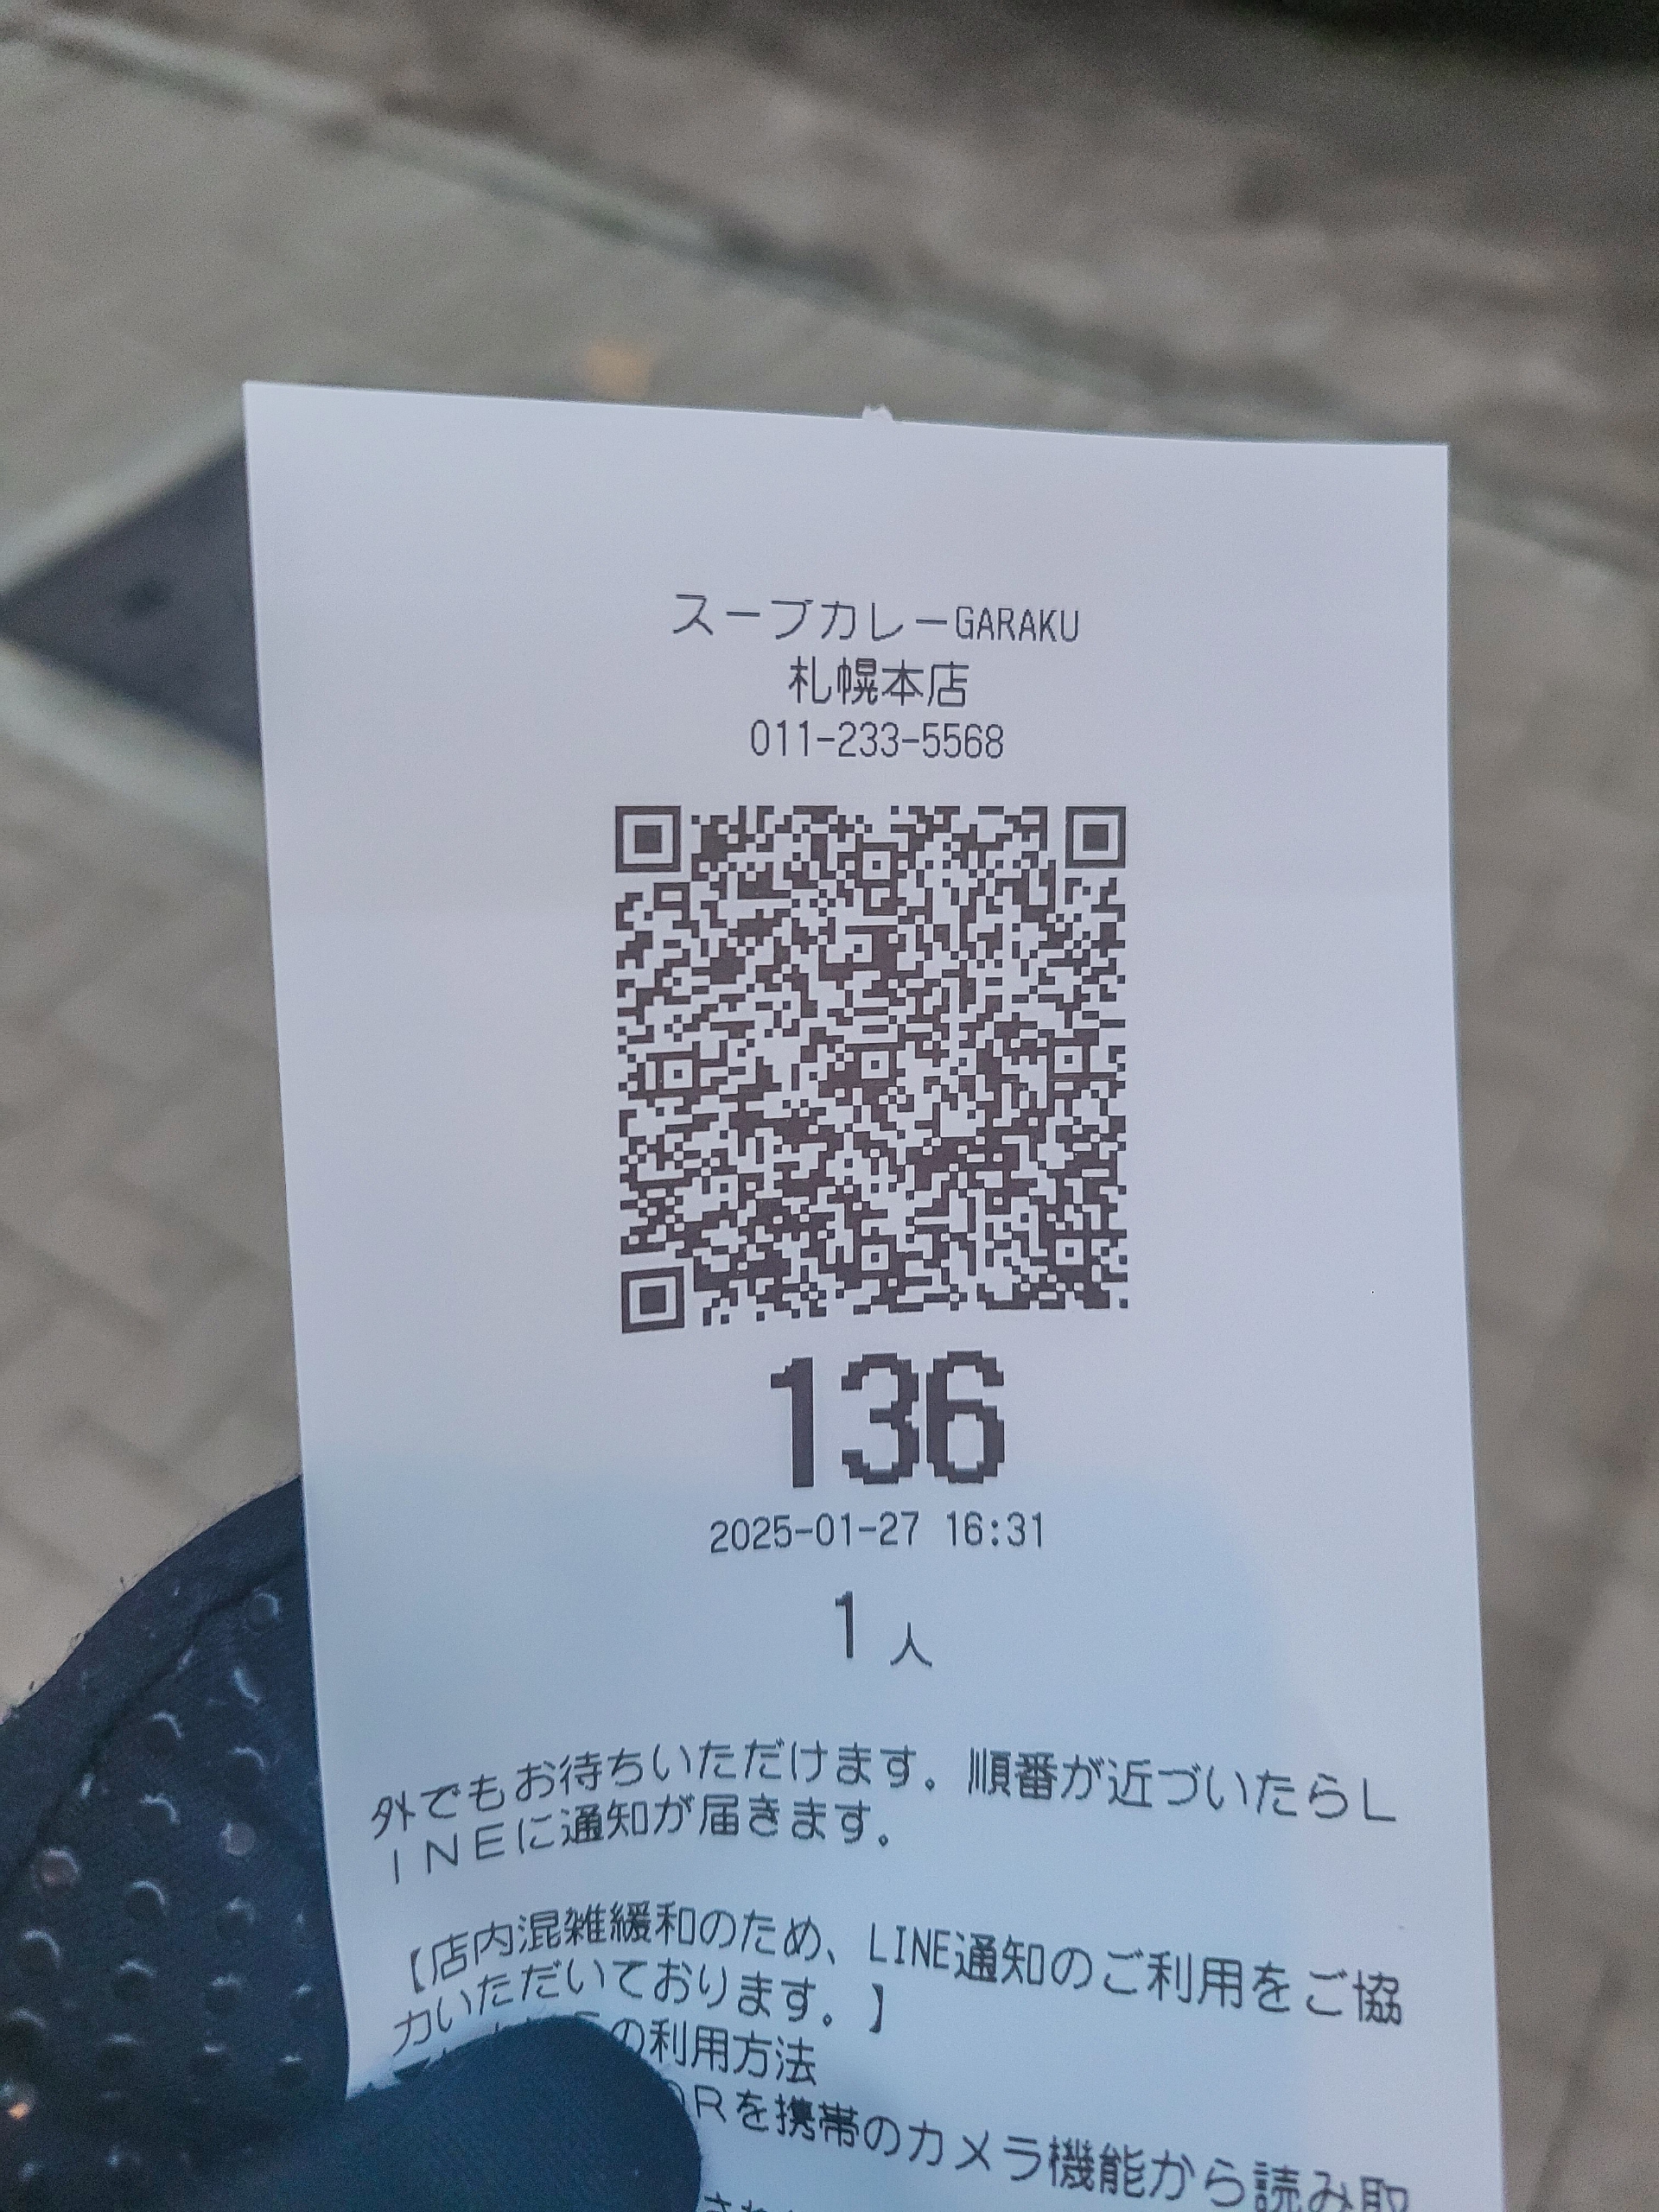 スープカレーGARAKU
札幌本店
011-233-5568
136
2025-01-27 16:31
1 人
外でもお待ちいただけます。順番が近づいたらL
INEに通知が届きます。
【店内混雑緩和のため、LINE通知のご利用をご協
力いただいております。】
の利用方法
QRを携帯のカメラ機能から読み取